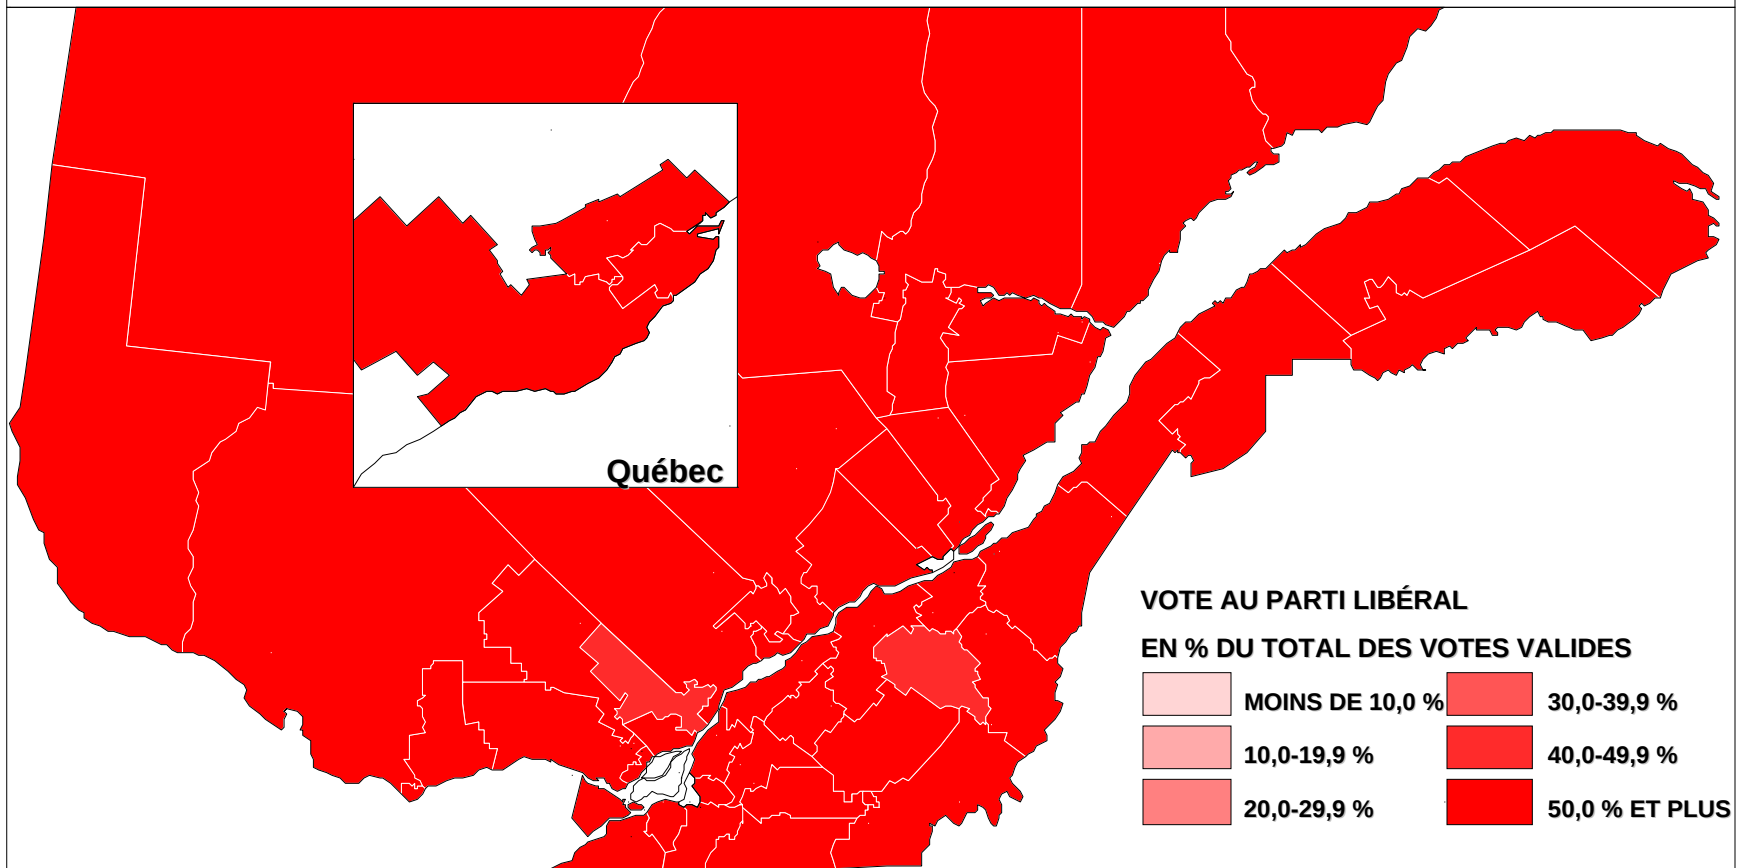 Québec
VOTE AU PARTI LIBÉRAL
EN % DU TOTAL DES VOTES VALIDES
MOINS DE 10,0 %
30,0-39,9 %
10,0-19,9 %
40,0-49,9 %
20,0-29,9 %
50,0 % ET PLUS